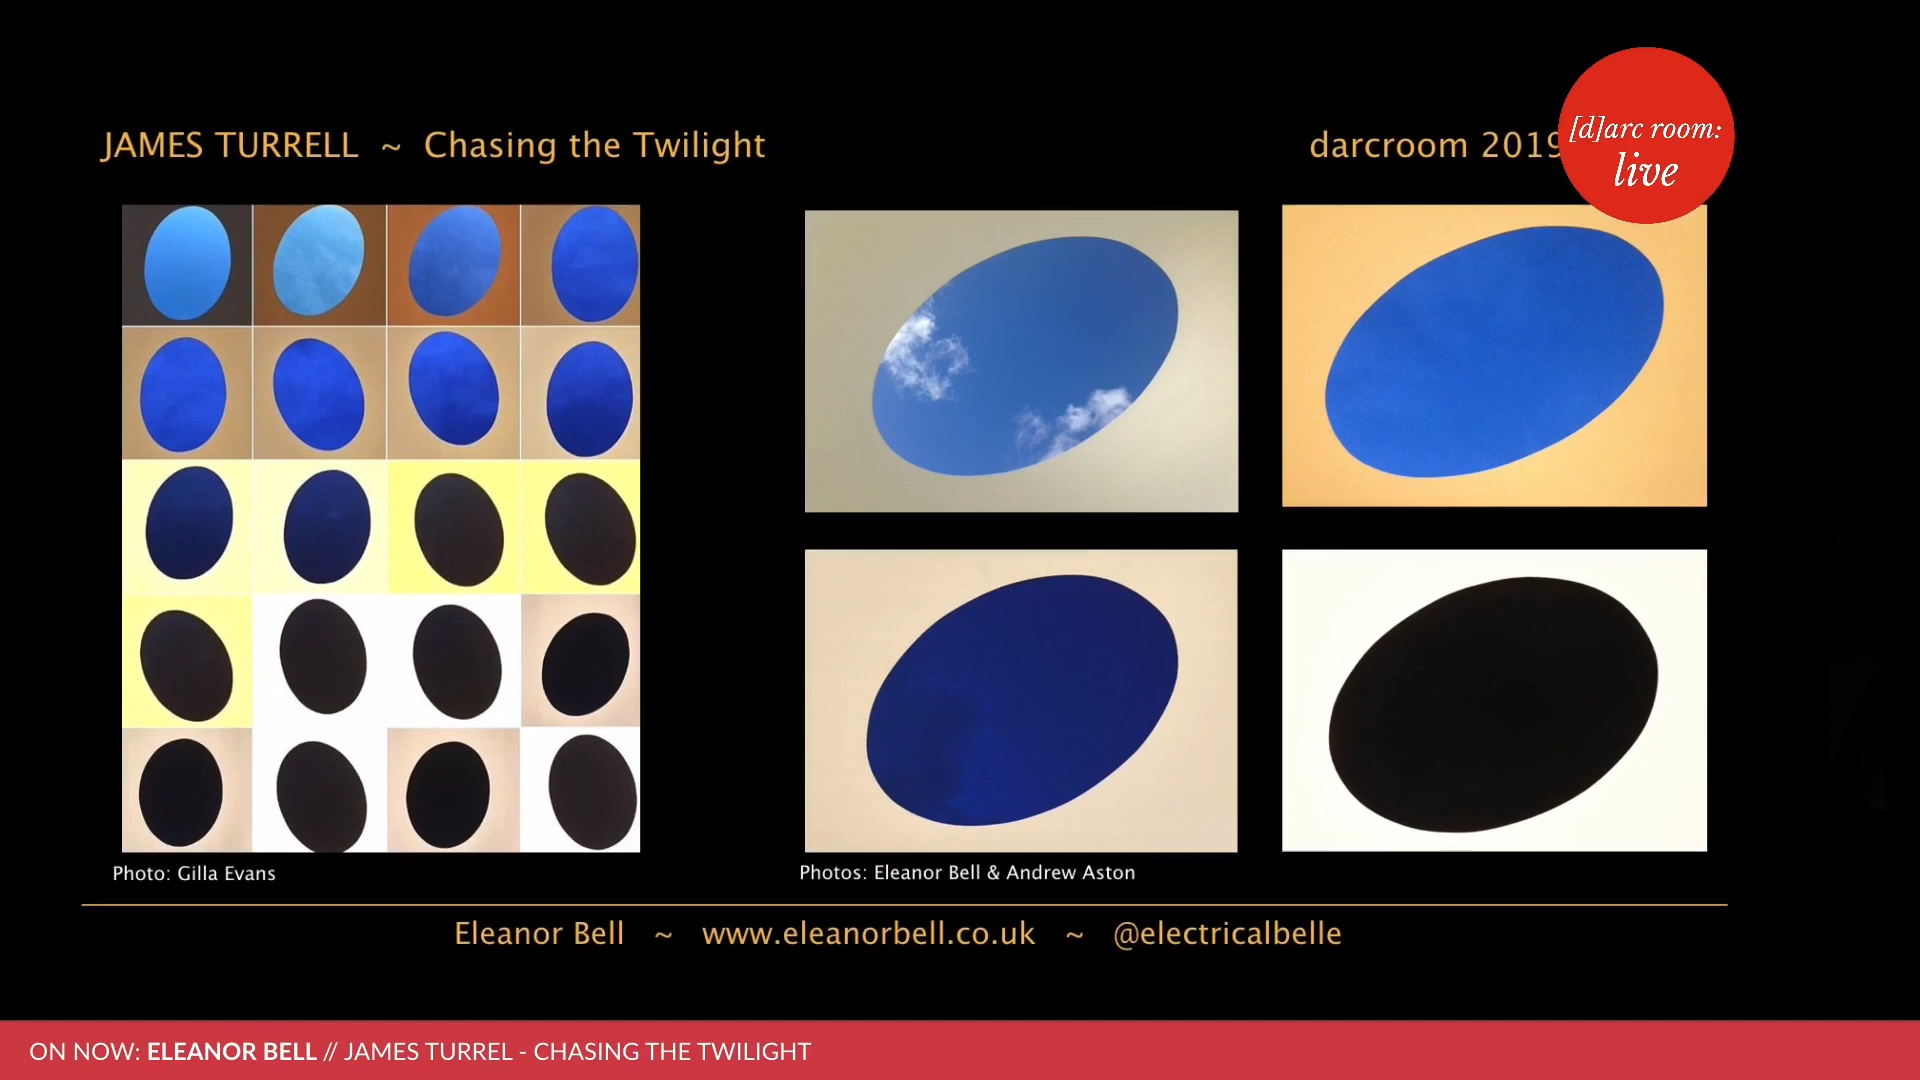 JAMES TURRELL ~ Chasing the Twilight
darcroom 2019
[d]arc room:
live
Photo: Gilla Evans
Photos: Eleanor Bell & Andrew Aston
Eleanor Bell ~ www.eleanorbell.co.uk ~ @electricalbelle
ON NOW: ELEANOR BELL // JAMES TURREL - CHASING THE TWILIGHT